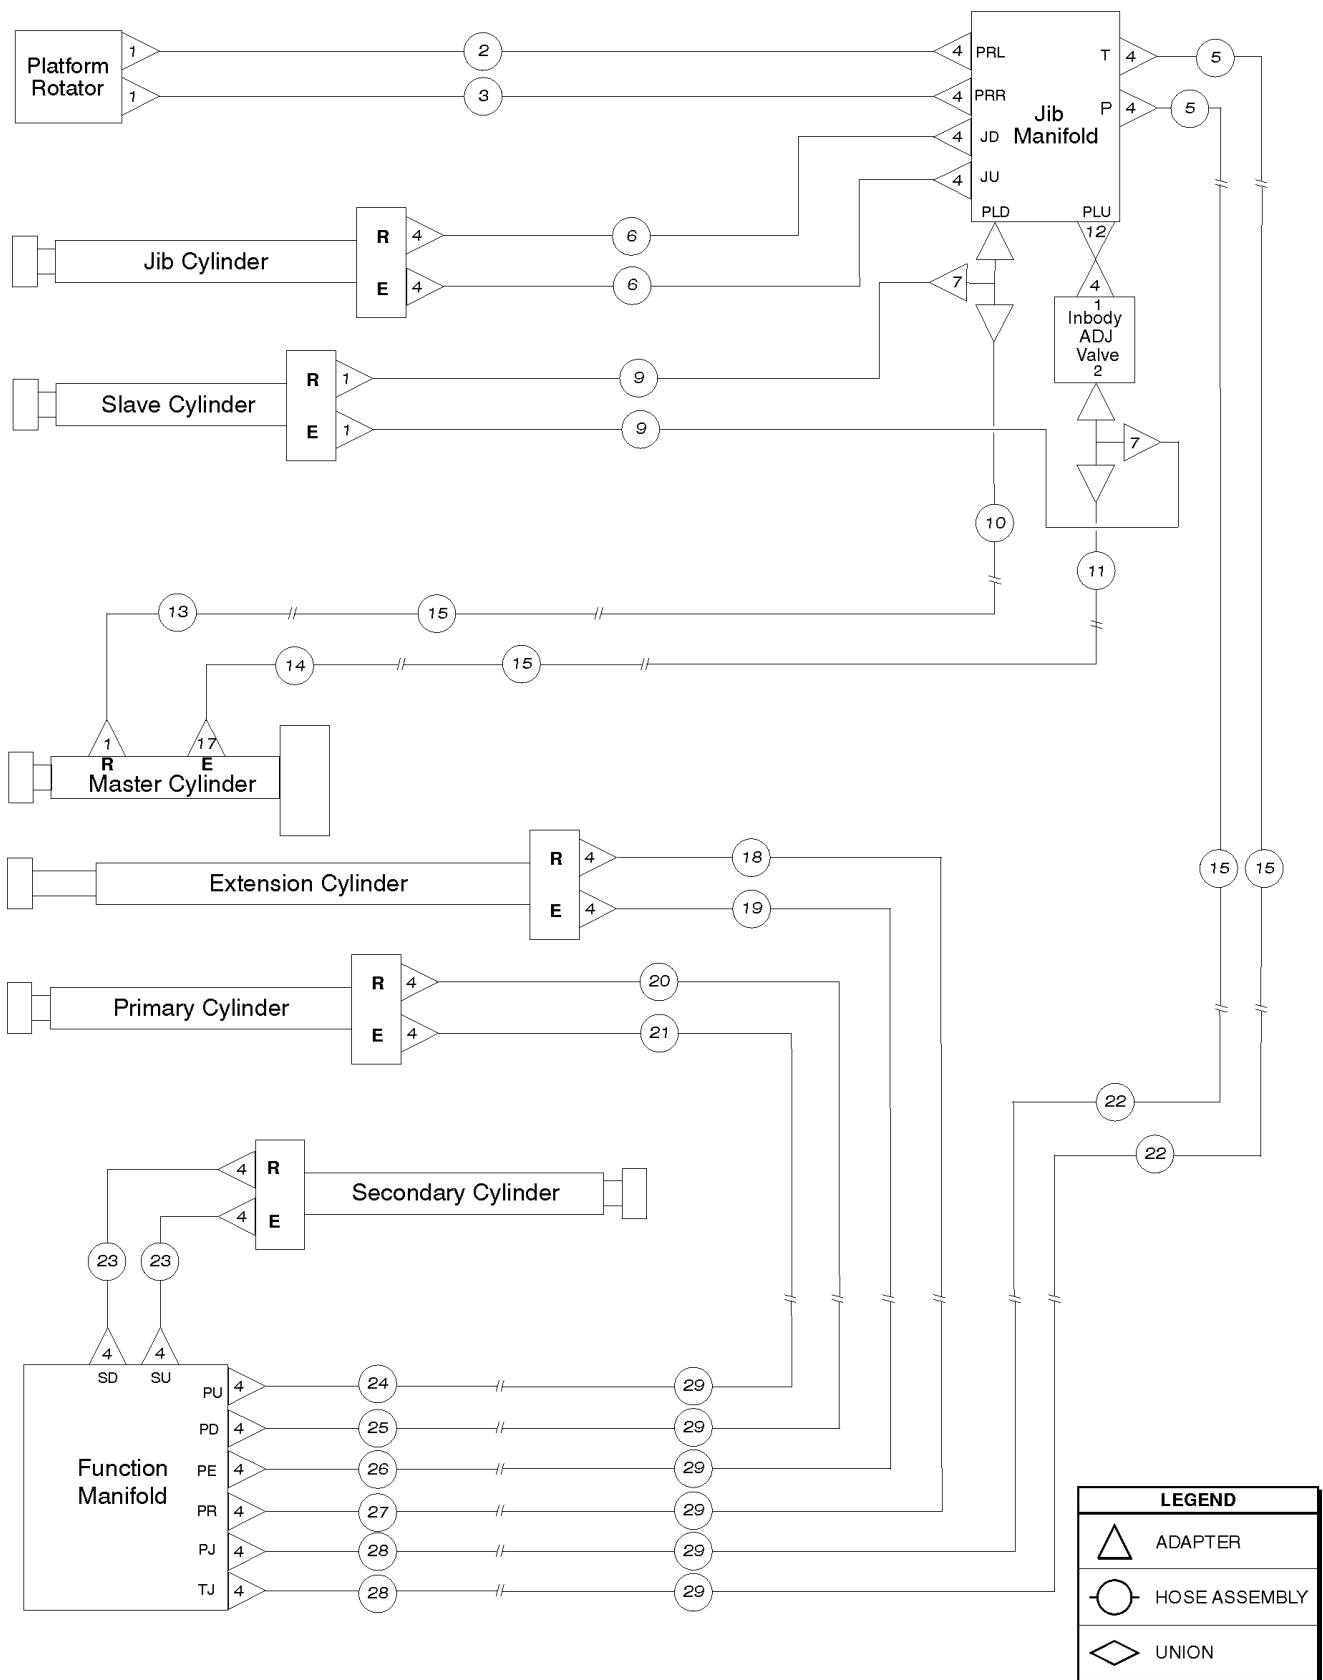 Platform
Rotator
1
1
2
3
4
4
4
4
PRL
PRR
JD
JU
Jib
Manifold
T
P
4
4
5
5
PLD
PLU
12
4
1
Inbody
ADJ
Valve
2
7
7
Jib Cylinder
R
E
4
4
6
6
Slave Cylinder
R
E
1
1
9
9
10
11
13
15
14
15
1
17
R
E
Master Cylinder
Extension Cylinder
R
E
4
4
18
19
15
15
Primary Cylinder
R
E
4
4
20
21
22
22
4
4
R
E
Secondary Cylinder
23
23
4
4
SD
SU
Function
Manifold
PU
4
24
29
PD
4
25
29
PE
4
26
29
PR
4
27
29
PJ
4
28
29
TJ
4
28
29
LEGEND
ADAPTER
HOSE ASSEMBLY
UNION